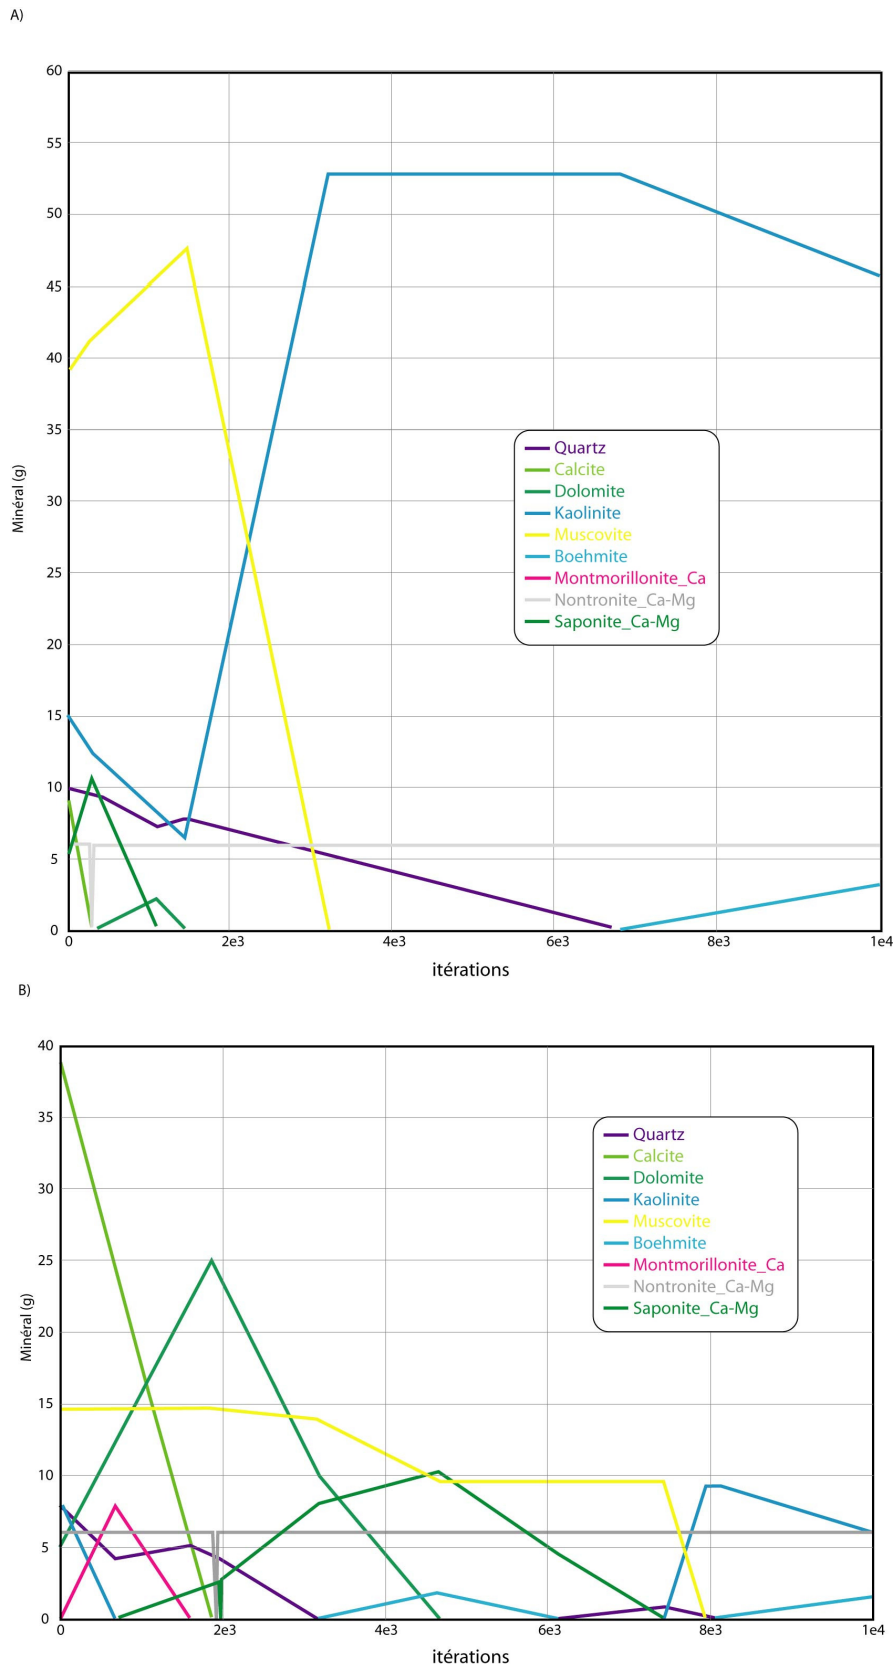 A)
60
55
50
45
40
35
30
25
20
15
10
5
0
Minéral (g)
Quartz
Calcite
Dolomite
Kaolinite
Muscovite
Boehmite
Montmorillonite_Ca
Nontronite_Ca-Mg
Saponite_Ca-Mg
0 2e3 4e3 6e3 8e3 1e4
itérations
B)
40
35
30
25
20
15
10
5
0
Minéral (g)
Quartz
Calcite
Dolomite
Kaolinite
Muscovite
Boehmite
Montmorillonite_Ca
Nontronite_Ca-Mg
Saponite_Ca-Mg
0 2e3 4e3 6e3 8e3 1e4
itérations